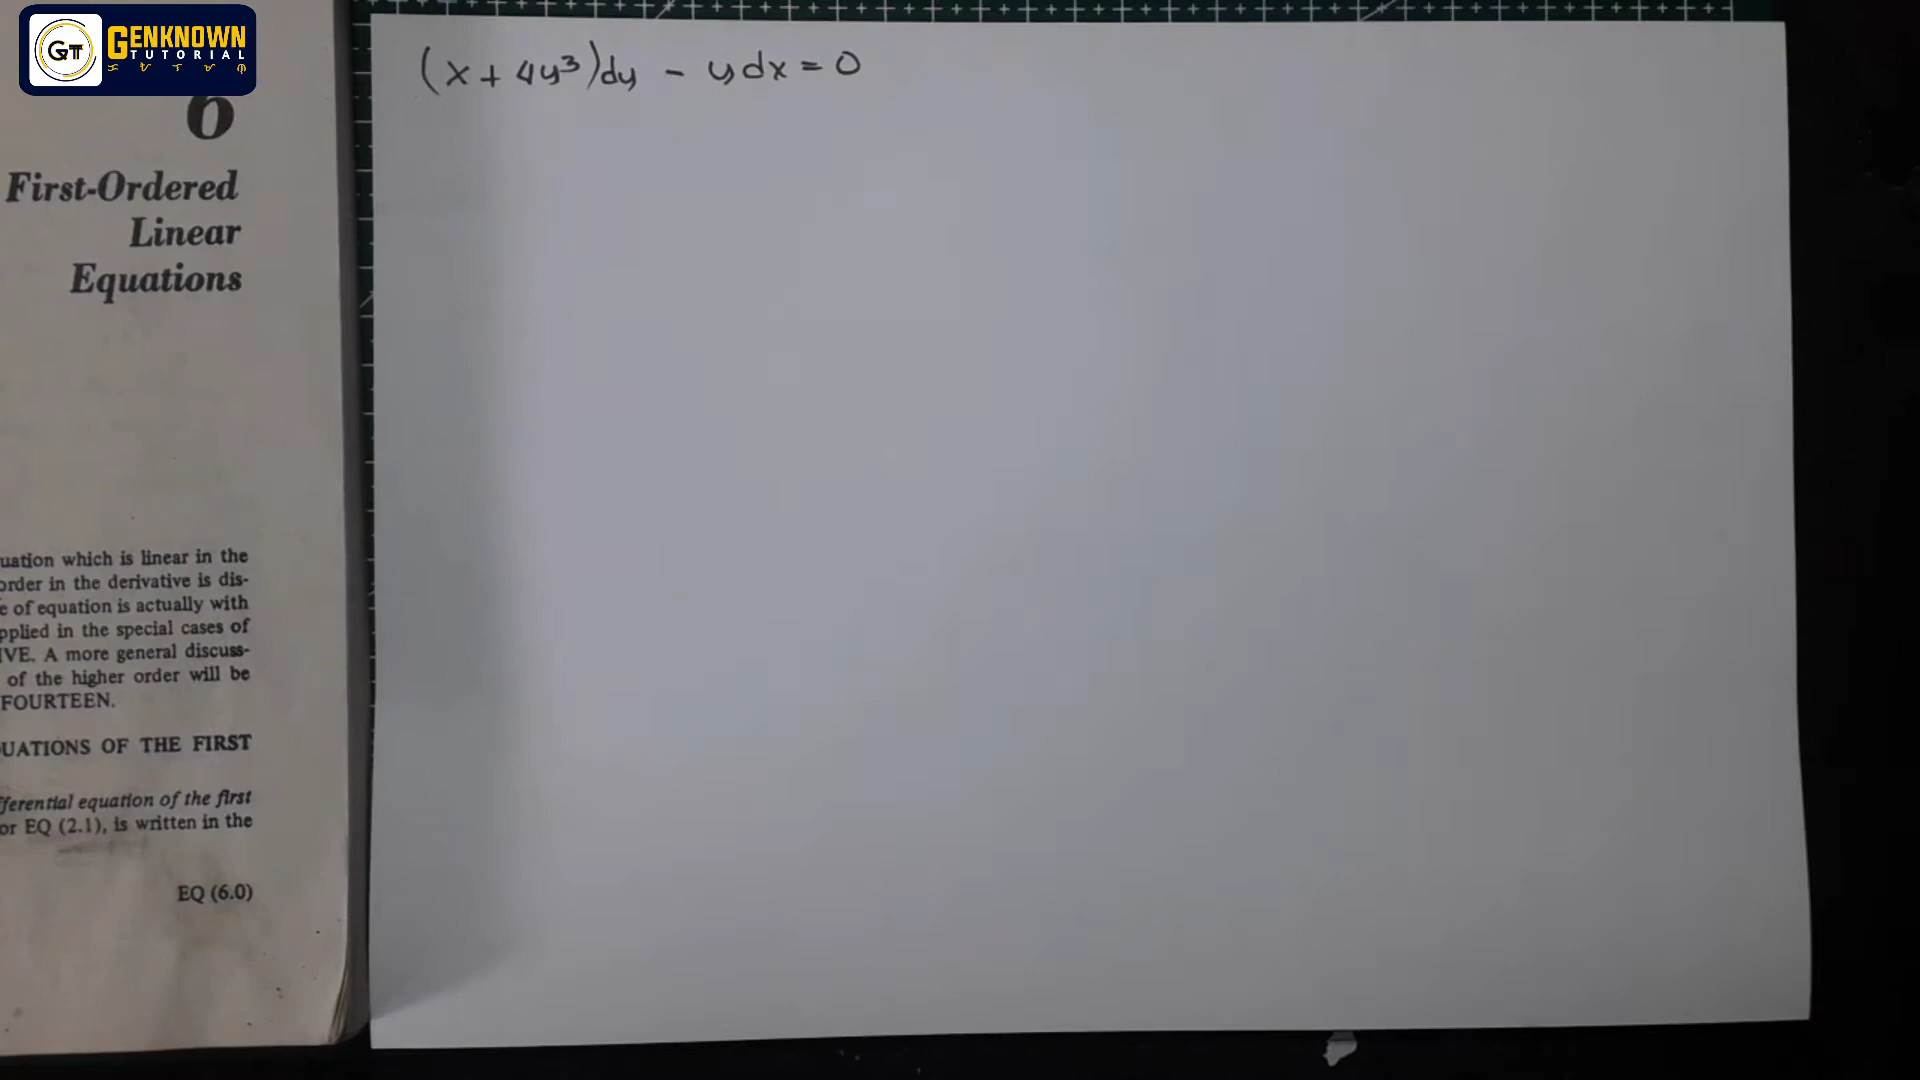 GT
GENKNOWN
TUTORIAL
6
First-Ordered
Linear
Equations
uation which is linear in the
order in the derivative is dis-
e of equation is actually with
pplied in the special cases of
IVE. A more general discuss-
of the higher order will be
FOURTEEN.
UATIONS OF THE FIRST
fferential equation of the first
or EQ (2.1), is written in the
EQ (6.0)
(x + 4y³)dy - ydx = 0